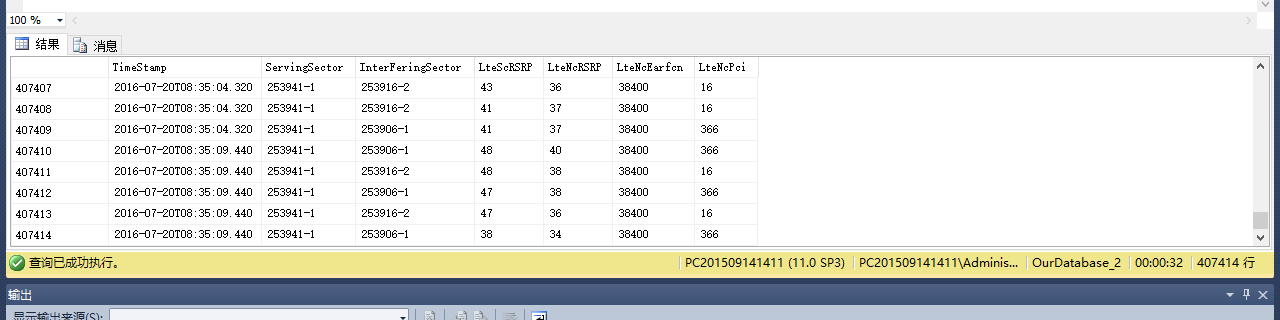 100 %
结果 消息
TimeStamp ServingSector InterFeringSector LteScRSRP LteNcRSRP LteNcEarfcn LteNcPci
407407 2016-07-20T08:35:04.320 253941-1 253916-2 43 36 38400 16
407408 2016-07-20T08:35:04.320 253941-1 253916-2 41 37 38400 16
407409 2016-07-20T08:35:04.320 253941-1 253906-1 41 37 38400 366
407410 2016-07-20T08:35:09.440 253941-1 253906-1 48 40 38400 366
407411 2016-07-20T08:35:09.440 253941-1 253916-2 48 38 38400 16
407412 2016-07-20T08:35:09.440 253941-1 253906-1 47 38 38400 366
407413 2016-07-20T08:35:09.440 253941-1 253916-2 47 36 38400 16
407414 2016-07-20T08:35:09.440 253941-1 253906-1 38 34 38400 366
查询已成功执行。 PC201509141411 (11.0 SP3) PC201509141411\Adminis... OurDatabase_2 00:00:32 407414 行
输出
显示输出来源(S):